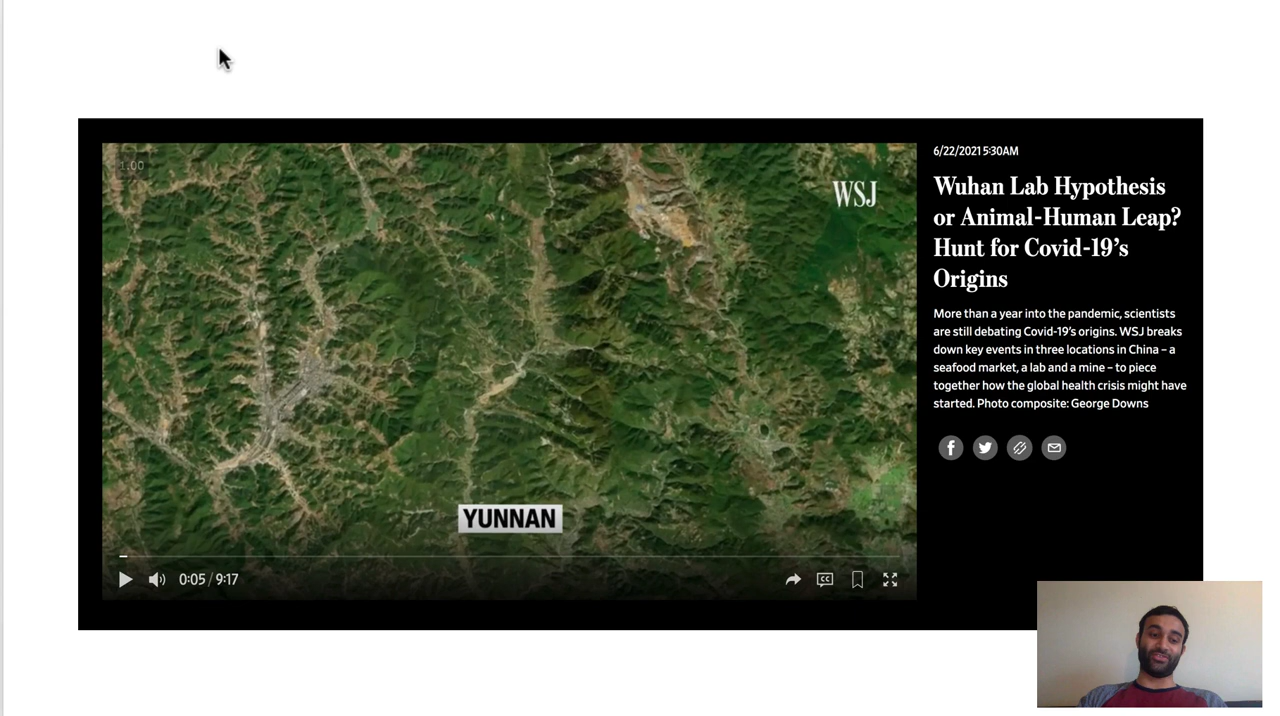 1.00
WSJ
YUNNAN
0:05 / 9:17
CC
6/22/2021 5:30AM
Wuhan Lab Hypothesis
or Animal-Human Leap?
Hunt for Covid-19’s
Origins
More than a year into the pandemic, scientists
are still debating Covid-19’s origins. WSJ breaks
down key events in three locations in China – a
seafood market, a lab and a mine – to piece
together how the global health crisis might have
started. Photo composite: George Downs